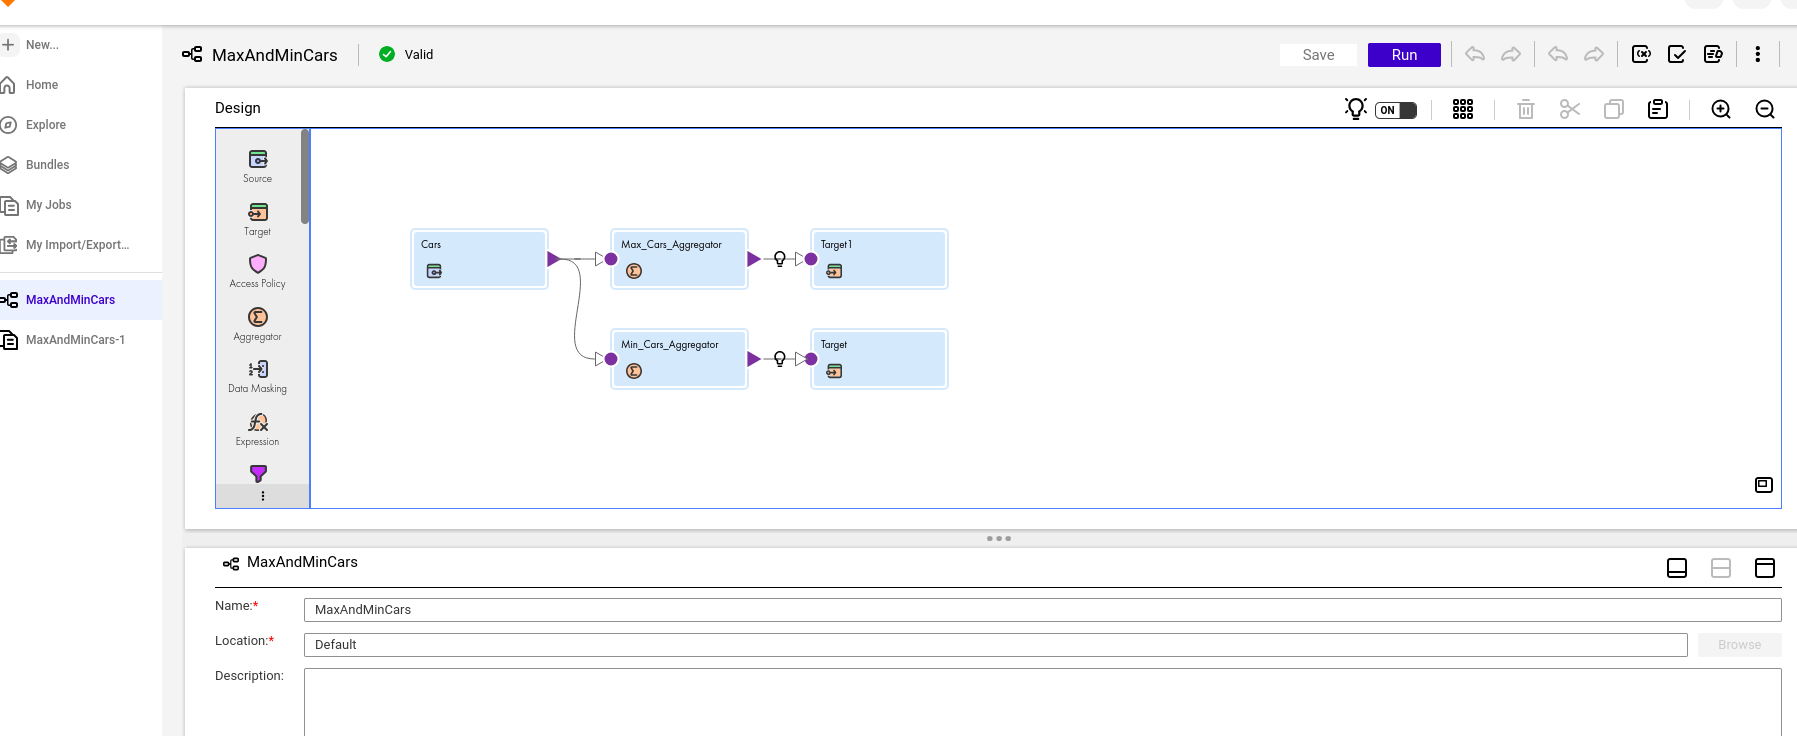 New...
Home
Explore
Bundles
My Jobs
My Import/Export...
MaxAndMinCars
MaxAndMinCars-1
MaxAndMinCars
Valid
Save
Run
Design
ON
Source
Target
Access Policy
Aggregator
Data Masking
Expression
Cars
Max_Cars_Aggregator
Target1
Min_Cars_Aggregator
Target
MaxAndMinCars
Name:*
MaxAndMinCars
Location:*
Default
Browse
Description: